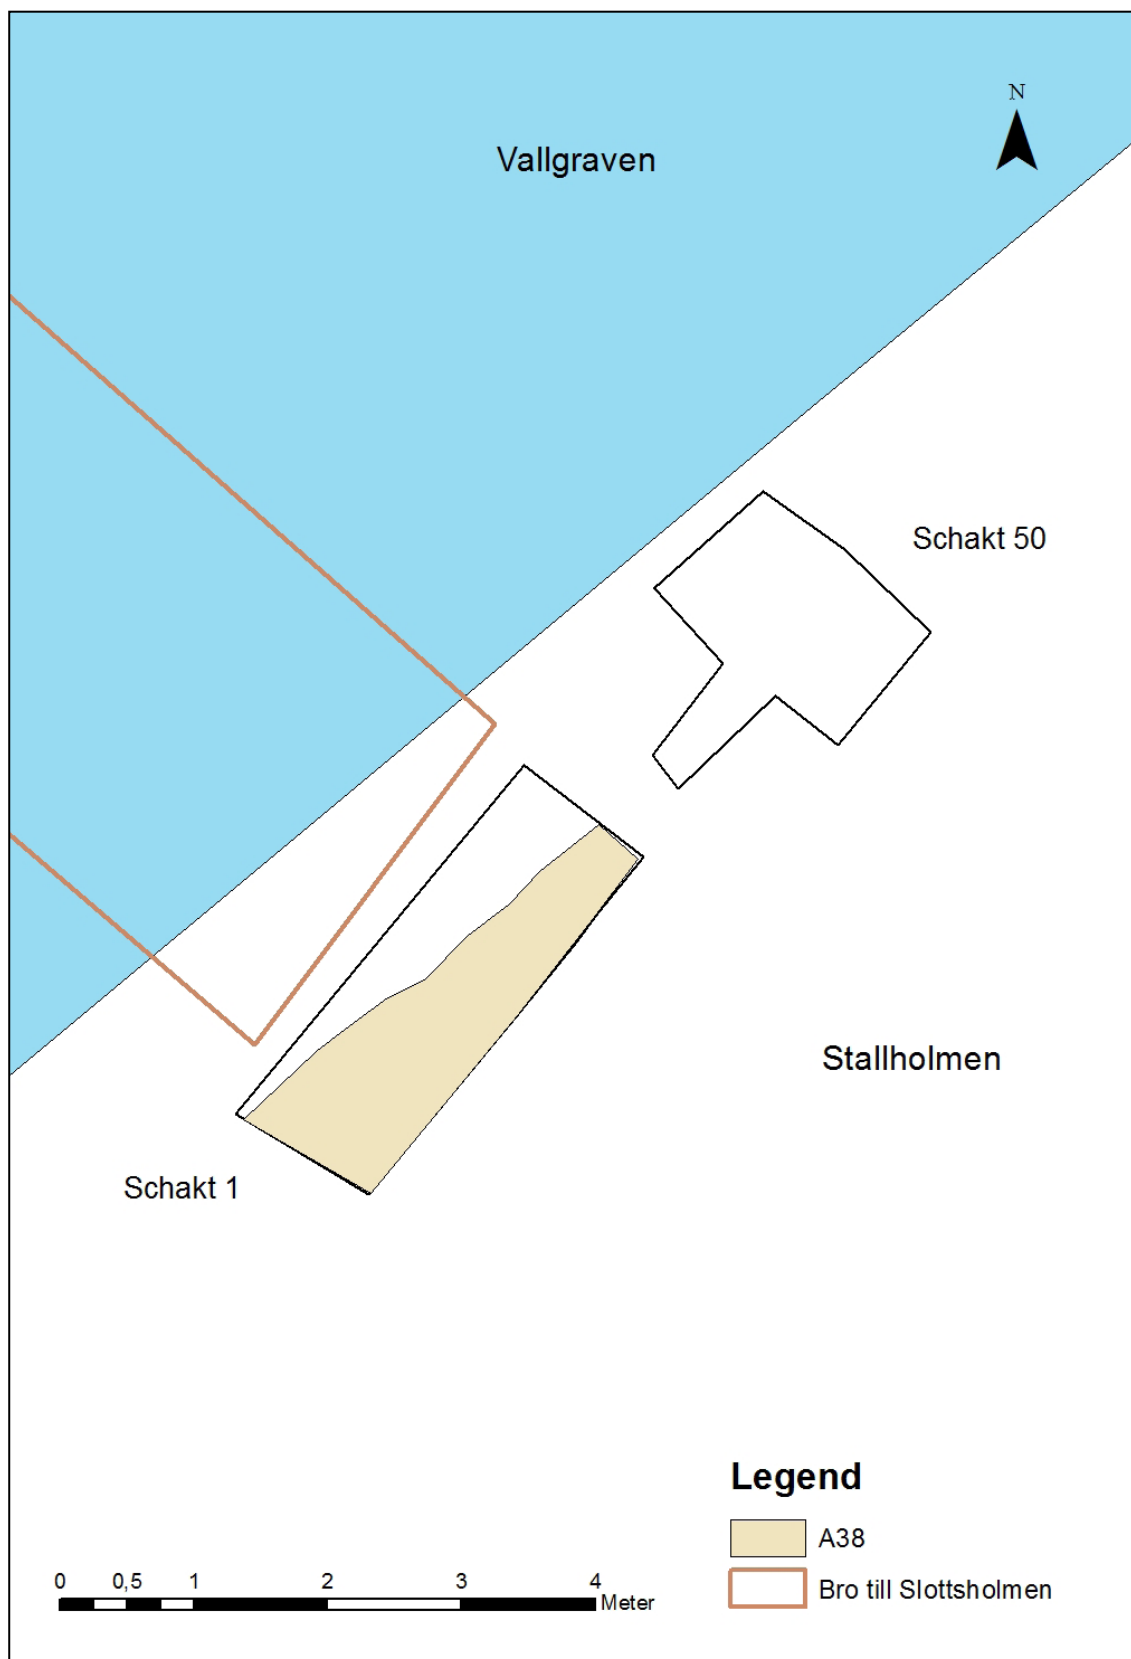 N
Vallgraven
Schakt 50
Stallholmen
Schakt 1
Legend
A38
Bro till Slottsholmen
0 0,5 1 2 3 4
Meter